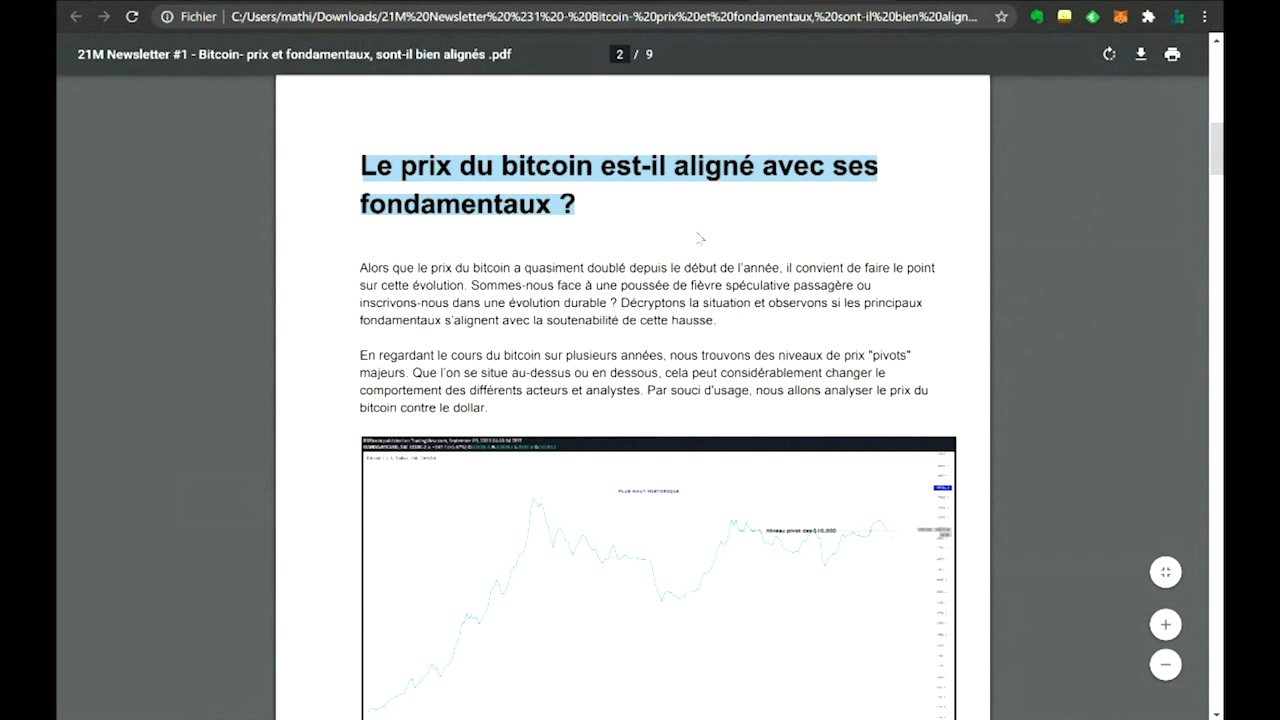 Fichier
C:/Users/mathi/Downloads/21M%20Newsletter%20%231%20-%20Bitcoin-%20prix%20et%20fondamentaux,%20sont-il%20bien%20align...
21M Newsletter #1 - Bitcoin- prix et fondamentaux, sont-il bien alignés .pdf
2 / 9
Le prix du bitcoin est-il aligné avec ses
fondamentaux ?
Alors que le prix du bitcoin a quasiment doublé depuis le début de l'année, il convient de faire le point
sur cette évolution. Sommes-nous face à une poussée de fièvre spéculative passagère ou
inscrivons-nous dans une évolution durable ? Décryptons la situation et observons si les principaux
fondamentaux s'alignent avec la soutenabilité de cette hausse.
En regardant le cours du bitcoin sur plusieurs années, nous trouvons des niveaux de prix "pivots"
majeurs. Que l'on se situe au-dessus ou en dessous, cela peut considérablement changer le
comportement des différents acteurs et analystes. Par souci d'usage, nous allons analyser le prix du
bitcoin contre le dollar.
PLUS HAUT HISTORIQUE
Niveau pivot des $10,000